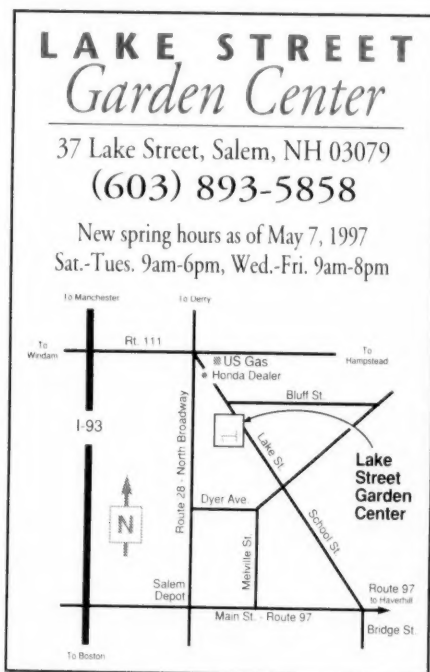 LAKE STREET
Garden Center
37 Lake Street, Salem, NH 03079
(603) 893-5858
New spring hours as of May 7, 1997
Sat.-Tues. 9am-6pm, Wed.-Fri. 9am-8pm
To Manchester
To Derry
To
Windam
Rt. 111
To
Hampstead
US Gas
Honda Dealer
Bluff St.
I-93
Route 28 - North Broadway
Lake St.
Lake
Street
Garden
Center
N
Dyer Ave.
Melville St.
School St.
Salem
Depot
Main St. - Route 97
Route 97
to Haverhill
Bridge St.
To Boston